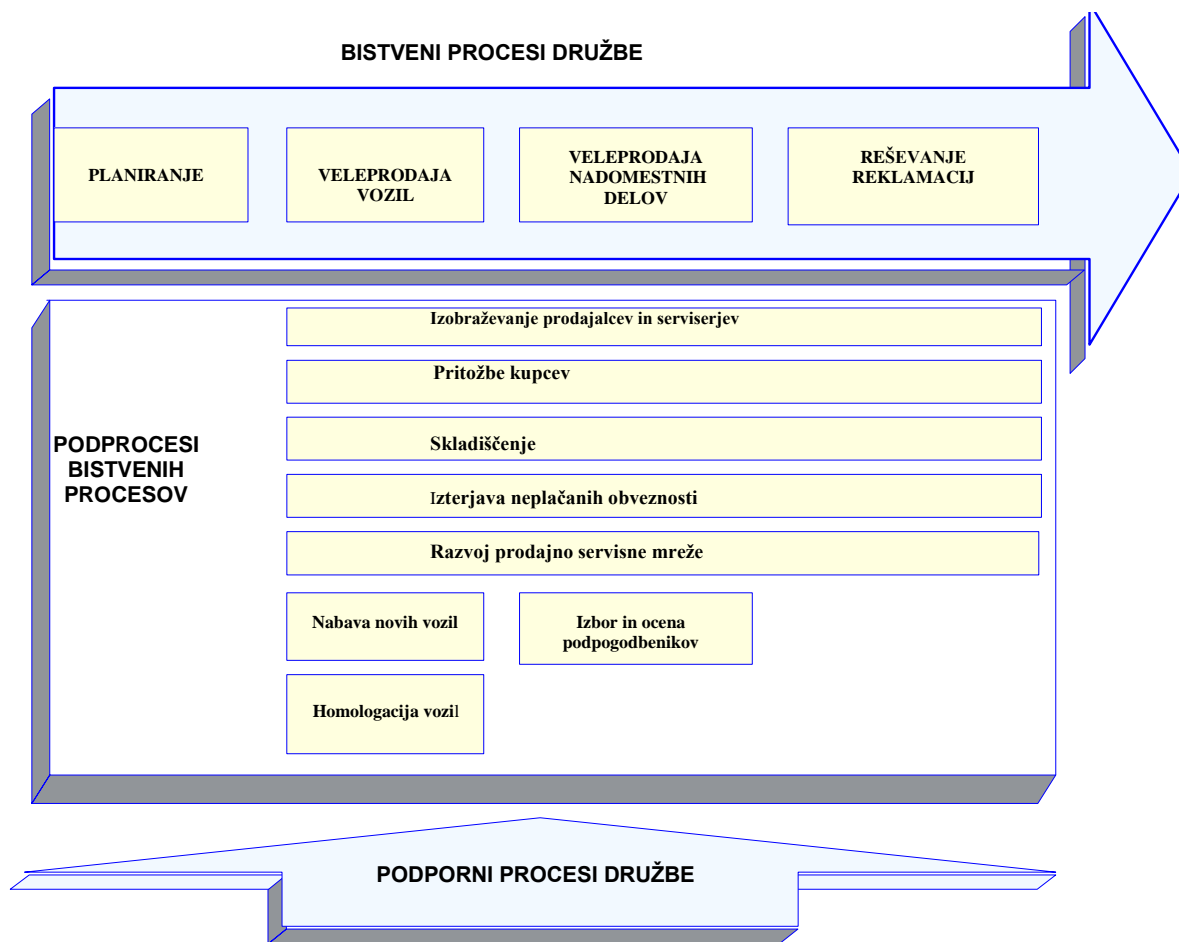 BISTVENI PROCESI DRUŽBE
PLANIRANJE
VELEPRODAJA
VOZIL
VELEPRODAJA
NADOMESTNIH
DELOV
REŠEVANJE
REKLAMACIJ
Izobraževanje prodajalcev in serviserjev
Pritožbe kupcev
PODPROCESI
BISTVENIH
PROCESOV
Skladiščenje
Izterjava neplačanih obveznosti
Razvoj prodajno servisne mreže
Nabava novih vozil
Izbor in ocena
podpogodbenikov
Homologacija vozil
PODPORNI PROCESI DRUŽBE